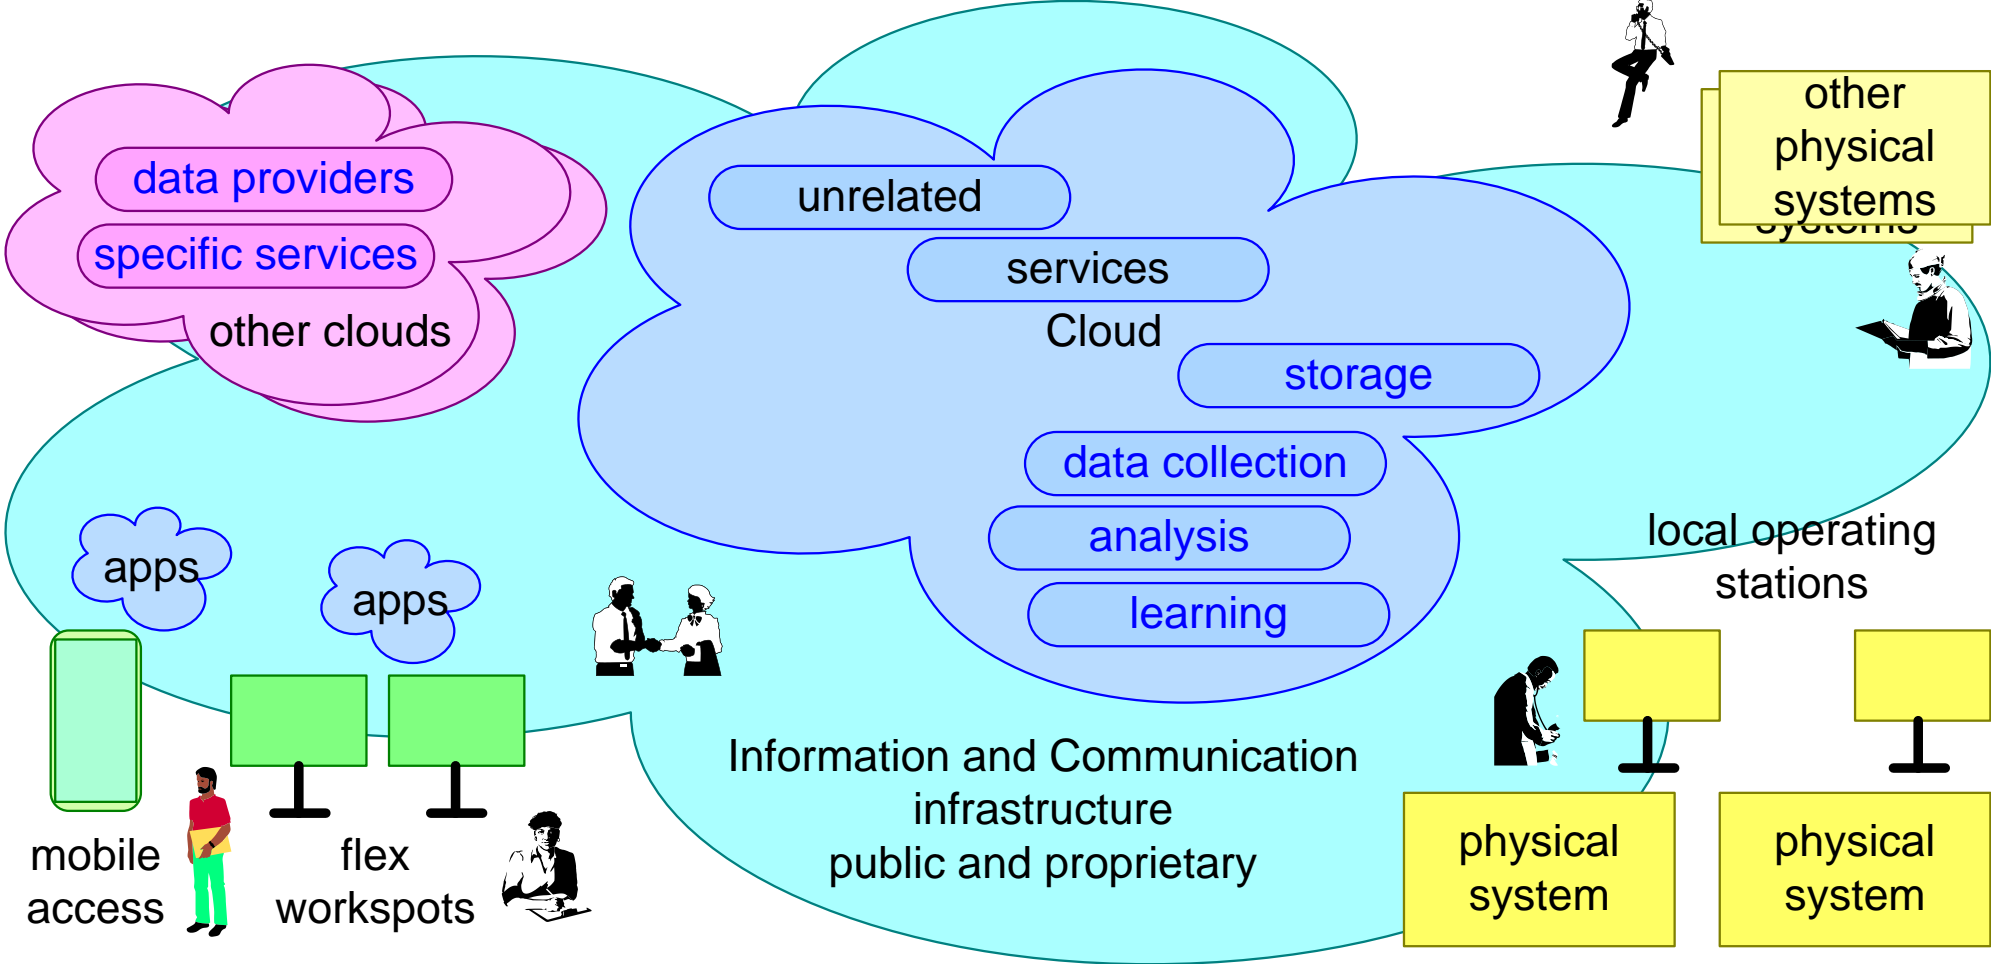 data providers
specific services
other clouds
unrelated
services
Cloud
storage
data collection
analysis
learning
other
physical
systems
systems
apps
apps
local operating
stations
mobile
access
flex
workspots
Information and Communication
infrastructure
public and proprietary
physical
system
physical
system